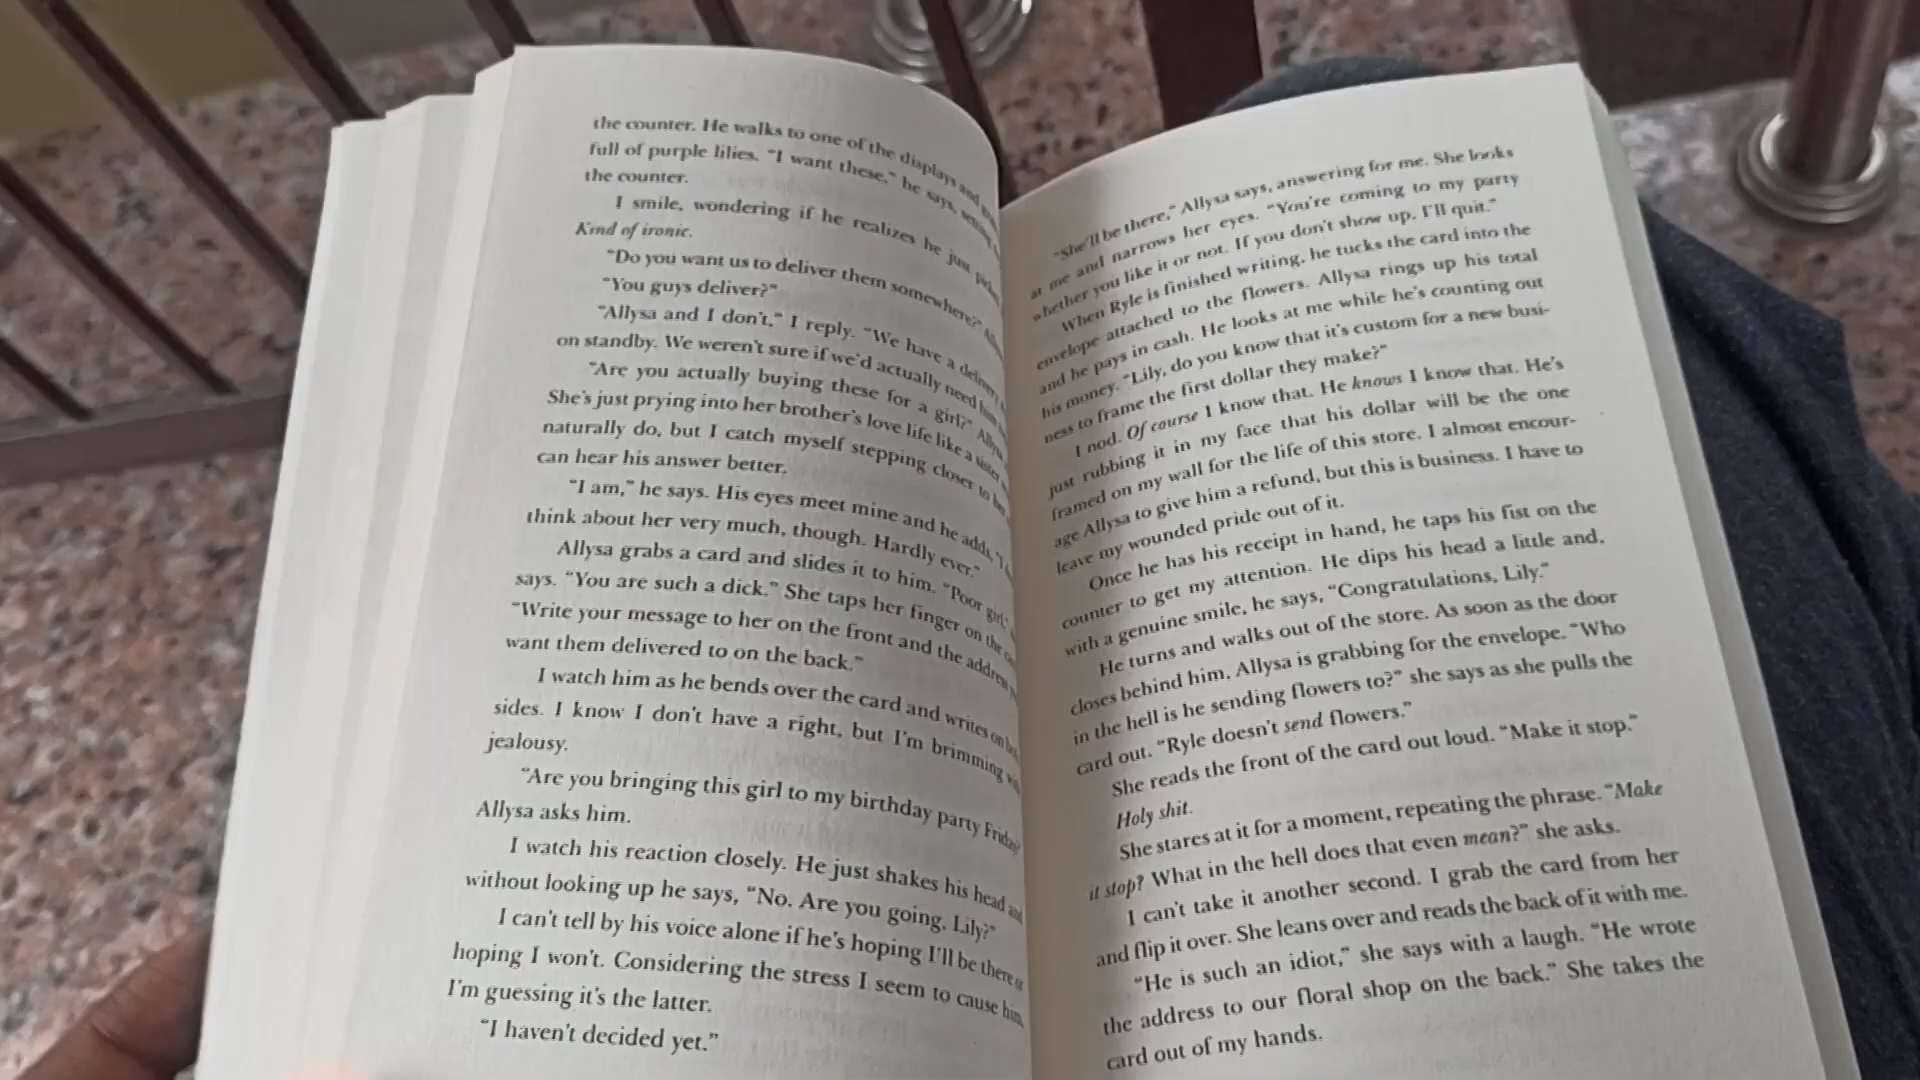 the counter. He walks to one of the displays and
full of purple lilies. “I want these,” he says, setting
the counter.
I smile, wondering if he realizes he just
Kind of ironic.
“Do you want us to deliver them somewhere?”
“You guys deliver?”
“Allysa and I don’t,” I reply. “We have a delivery
on standby. We weren’t sure if we’d actually need
“Are you actually buying these for a girl?” Allysa
She’s just prying into her brother’s love life like a sister
naturally do, but I catch myself stepping closer to
can hear his answer better.
“I am,” he says. His eyes meet mine and he adds, “I
think about her very much, though. Hardly ever.”
Allysa grabs a card and slides it to him. “Poor girl,”
says. “You are such a dick.” She taps her finger on the
“Write your message to her on the front and the address
want them delivered to on the back.”
I watch him as he bends over the card and writes on
sides. I know I don’t have a right, but I’m brimming with
jealousy.
“Are you bringing this girl to my birthday party Friday?”
Allysa asks him.
I watch his reaction closely. He just shakes his head and
without looking up he says, “No. Are you going, Lily?”
I can’t tell by his voice alone if he’s hoping I’ll be there or
hoping I won’t. Considering the stress I seem to cause him,
I’m guessing it’s the latter.
“I haven’t decided yet.”
“She’ll be there,” Allysa says, answering for me. She looks
at me and narrows her eyes. “You’re coming to my party
whether you like it or not. If you don’t show up, I’ll quit.”
When Ryle is finished writing, he tucks the card into the
envelope attached to the flowers. Allysa rings up his total
and he pays in cash. He looks at me while he’s counting out
his money. “Lily, do you know that it’s custom for a new busi-
ness to frame the first dollar they make?”
I nod. Of course I know that. He knows I know that. He’s
just rubbing it in my face that his dollar will be the one
framed on my wall for the life of this store. I almost encour-
age Allysa to give him a refund, but this is business. I have to
leave my wounded pride out of it.
Once he has his receipt in hand, he taps his fist on the
counter to get my attention. He dips his head a little and,
with a genuine smile, he says, “Congratulations, Lily.”
He turns and walks out of the store. As soon as the door
closes behind him, Allysa is grabbing for the envelope. “Who
in the hell is he sending flowers to?” she says as she pulls the
card out. “Ryle doesn’t send flowers.”
She reads the front of the card out loud. “Make it stop.”
Holy shit.
She stares at it for a moment, repeating the phrase. “Make
it stop? What in the hell does that even mean?” she asks.
I can’t take it another second. I grab the card from her
and flip it over. She leans over and reads the back of it with me.
“He is such an idiot,” she says with a laugh. “He wrote
the address to our floral shop on the back.” She takes the
card out of my hands.